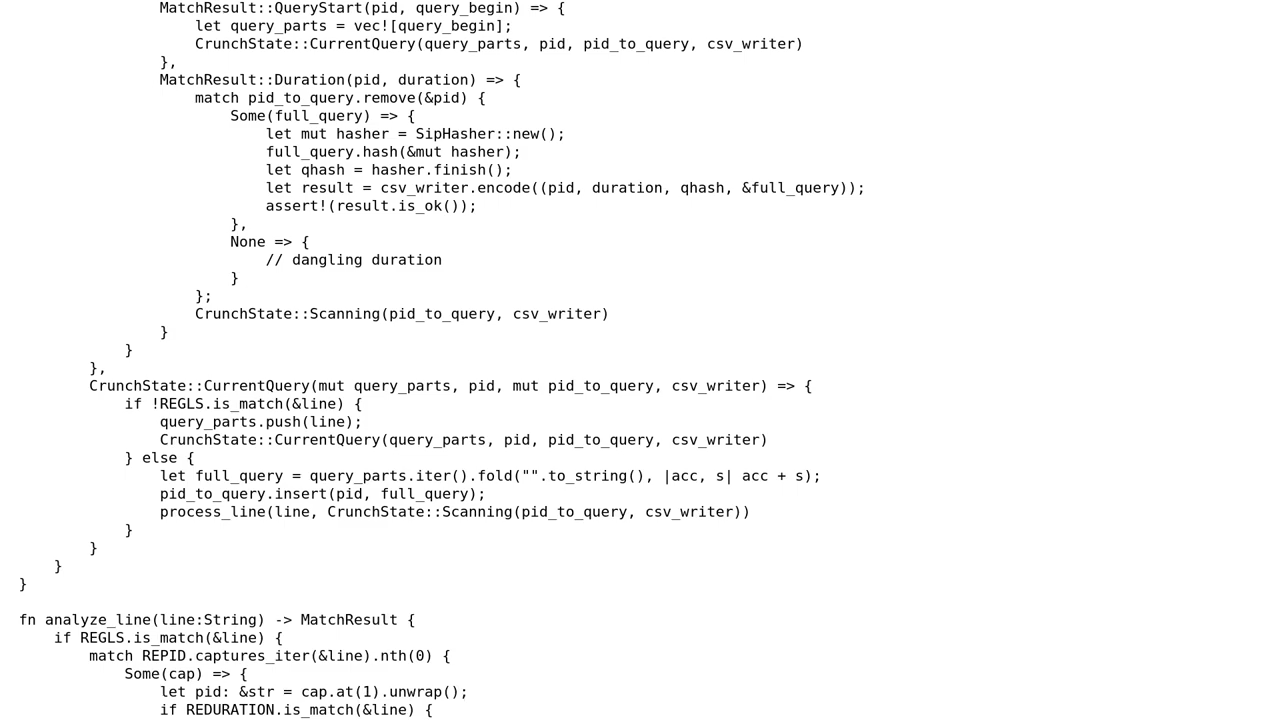 MatchResult::QueryStart(pid, query_begin) => {
let query_parts = vec![query_begin];
CrunchState::CurrentQuery(query_parts, pid, pid_to_query, csv_writer)
},
MatchResult::Duration(pid, duration) => {
match pid_to_query.remove(&pid) {
Some(full_query) => {
let mut hasher = SipHasher::new();
full_query.hash(&mut hasher);
let qhash = hasher.finish();
let result = csv_writer.encode((pid, duration, qhash, &full_query));
assert!(result.is_ok());
},
None => {
// dangling duration
}
};
CrunchState::Scanning(pid_to_query, csv_writer)
}
}
},
CrunchState::CurrentQuery(mut query_parts, pid, mut pid_to_query, csv_writer) => {
if !REGLS.is_match(&line) {
query_parts.push(line);
CrunchState::CurrentQuery(query_parts, pid, pid_to_query, csv_writer)
} else {
let full_query = query_parts.iter().fold("".to_string(), |acc, s| acc + s);
pid_to_query.insert(pid, full_query);
process_line(line, CrunchState::Scanning(pid_to_query, csv_writer))
}
}
}
}
fn analyze_line(line:String) -> MatchResult {
if REGLS.is_match(&line) {
match REPID.captures_iter(&line).nth(0) {
Some(cap) => {
let pid: &str = cap.at(1).unwrap();
if REDURATION.is_match(&line) {